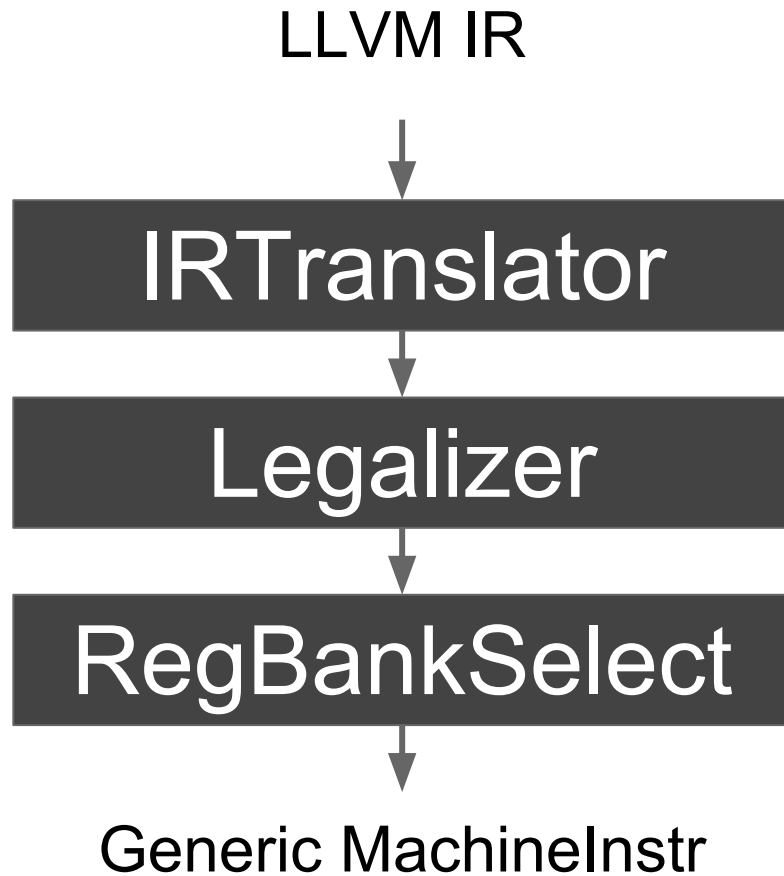 LLVM IR
IRTranslator
Legalizer
RegBankSelect
Generic MachineInstr